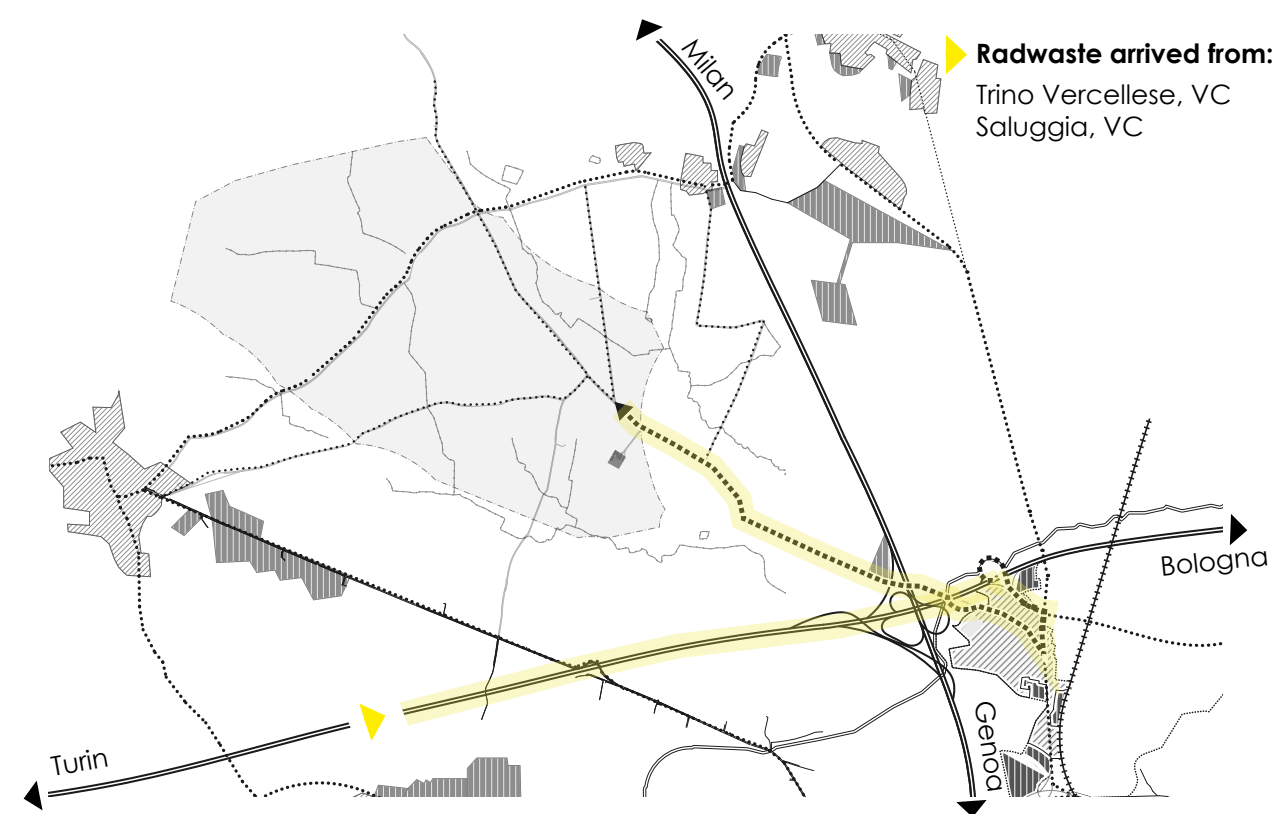 Milan
Radwaste arrived from:
Trino Vercellese, VC
Saluggia, VC
Bologna
Genoa
Turin